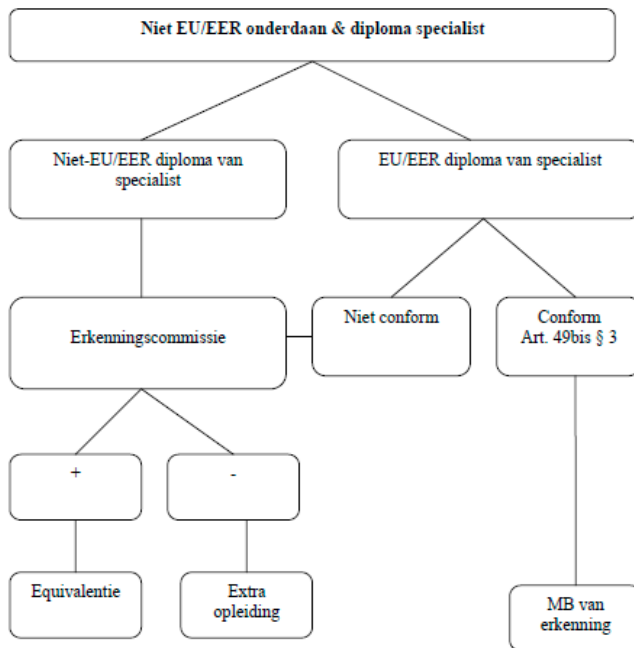 Niet EU/EER onderdaan & diploma specialist
Niet-EU/EER diploma van
specialist
EU/EER diploma van specialist
Erkenningscommissie
Niet conform
Conform
Art. 49bis § 3
+
-
Equivalentie
Extra
opleiding
MB van
erkenning